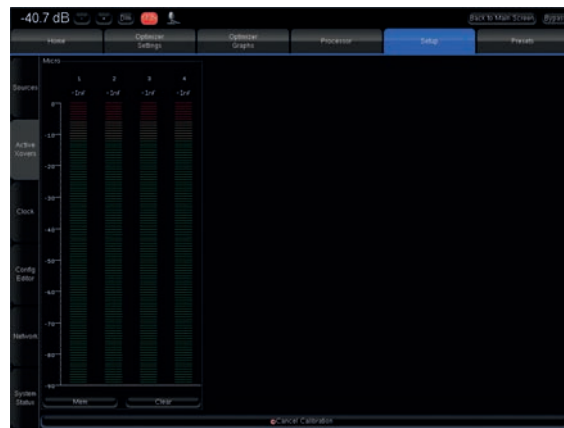 -40.7 dB - + Dim
Back to Main Screen
Home Optimizer Settings Optimizer Graphs Processor Setup Presets
Micro
Sources
Active Xovers
Clock
Config Editor
Network
System Status
1 2 3 4
-Inf -Inf -Inf -Inf
0
-10
-20
-30
-40
-50
-60
-70
-80
-90
Mem Clear
Cancel Calibration